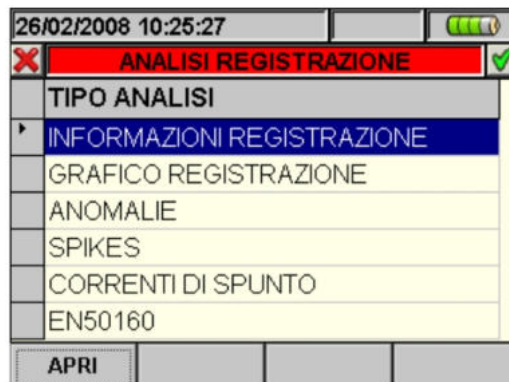 26/02/2008 10:25:27
ANALISI REGISTRAZIONE
TIPO ANALISI
INFORMAZIONI REGISTRAZIONE
GRAFICO REGISTRAZIONE
ANOMALIE
SPIKES
CORRENTI DI SPUNTO
EN50160
APRI